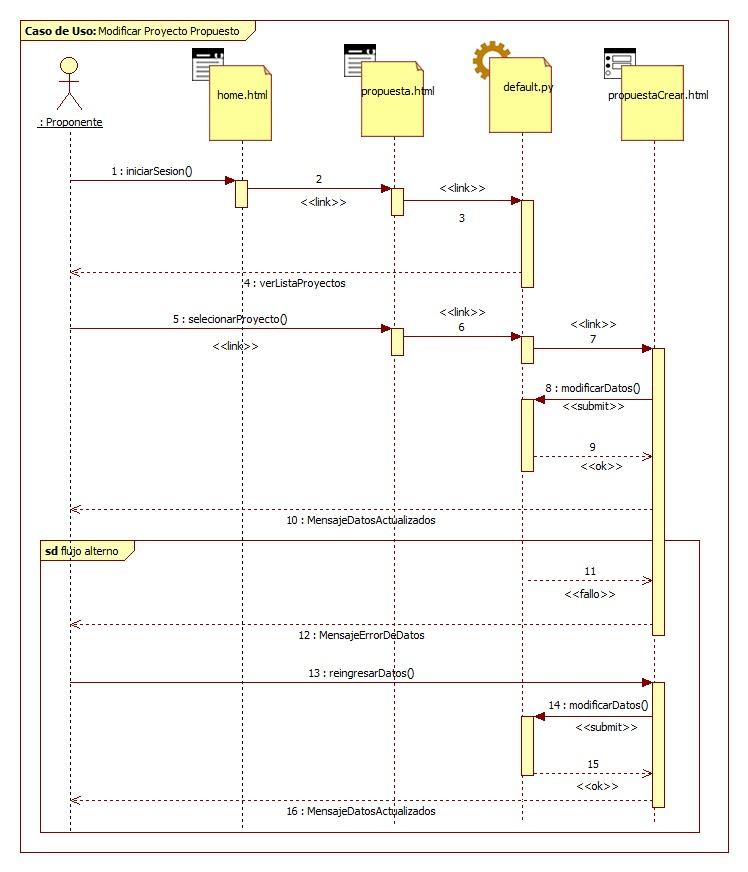 Caso de Uso: Modificar Proyecto Propuesto
: Proponente
home.html
propuesta.html
default.py
propuestaCrear.html
1 : iniciarSesion()
2
<<link>>
<<link>>
3
4 : verListaProyectos
5 : selecionarProyecto()
<<link>>
<<link>>
6
<<link>>
7
8 : modificarDatos()
<<submit>>
9
<<ok>>
10 : MensajeDatosActualizados
sd flujo alterno
11
<<fallo>>
12 : MensajeErrorDeDatos
13 : reingresarDatos()
14 : modificarDatos()
<<submit>>
15
<<ok>>
16 : MensajeDatosActualizados